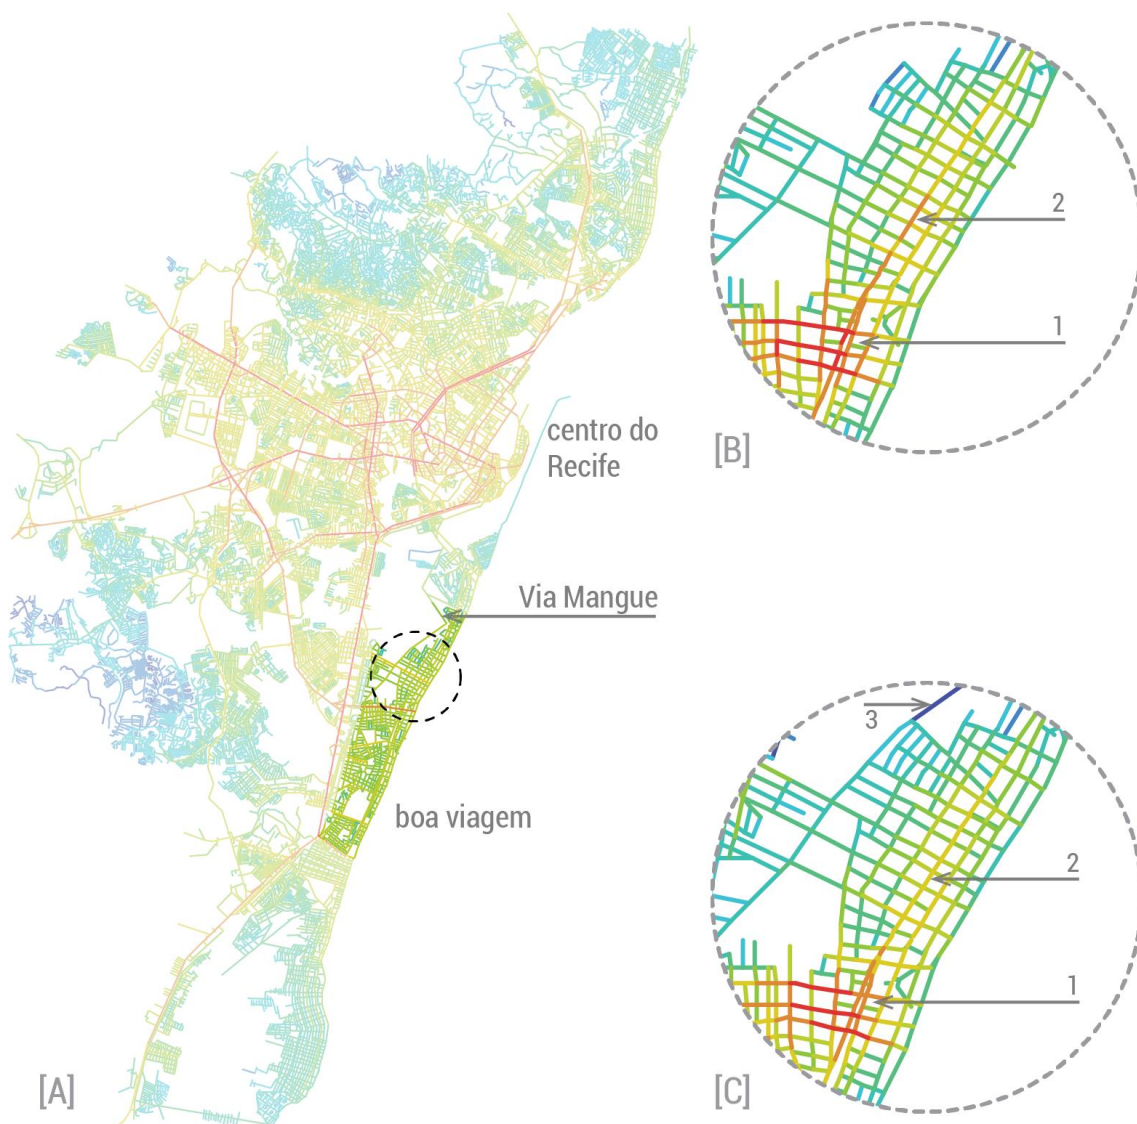 2
1
[B]
centro do
Recife
Via Mangue
3
boa viagem
2
1
[A]
[C]